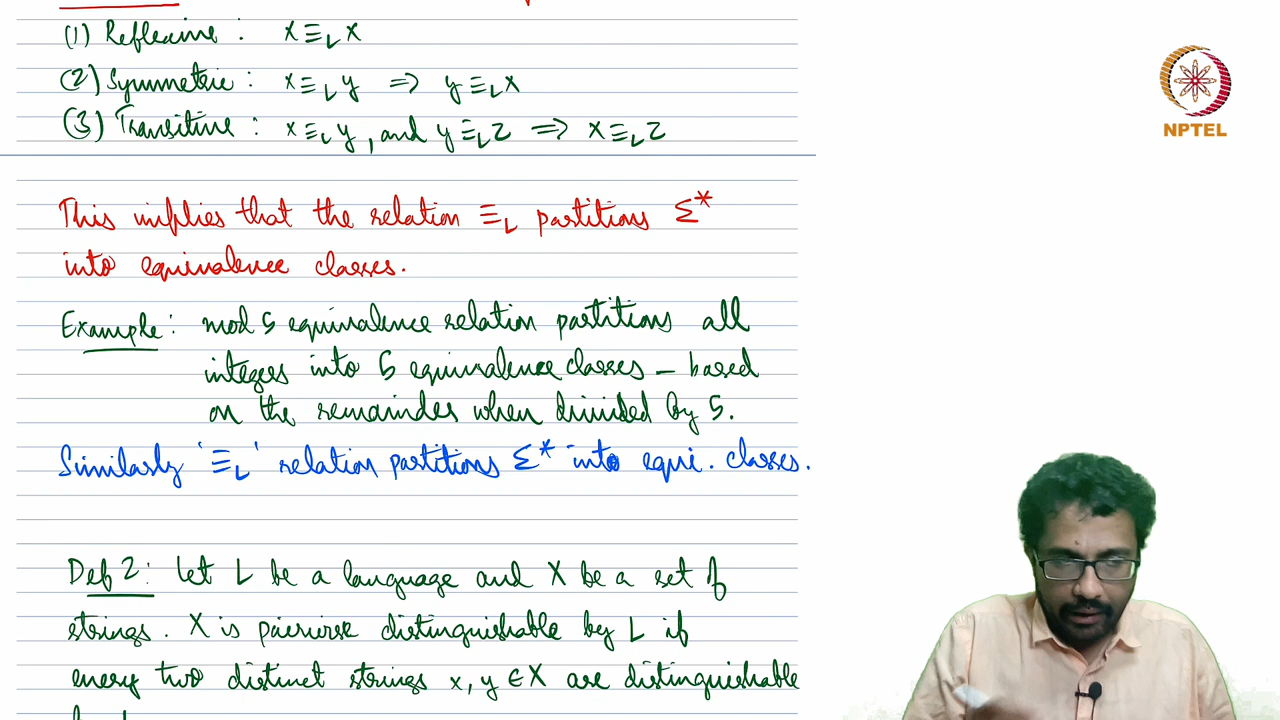 (1) Reflexive : x ≡L x
(2) Symmetric : x ≡L y ⇒ y ≡L x
(3) Transitive : x ≡L y, and y ≡L z ⇒ x ≡L z
NPTEL
This implies that the relation ≡L partitions Σ*
into equivalence classes.
Example : mod 5 equivalence relation partitions all
integers into 5 equivalence classes – based
on the remainder when divided by 5.
Similarly '≡L' relation partitions Σ* into equi. classes.
Def 2 : Let L be a language and X be a set of
strings. X is pairwise distinguishable by L if
every two distinct strings x, y ∈ X are distinguishable